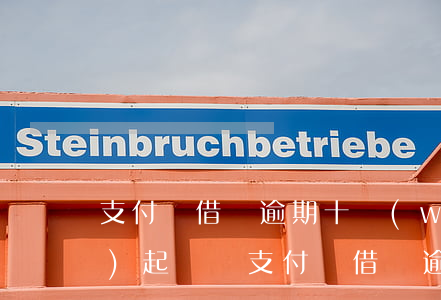 Steinbruchbetriebe
支付 借 逾期十 (w
)起 支付 借 逾